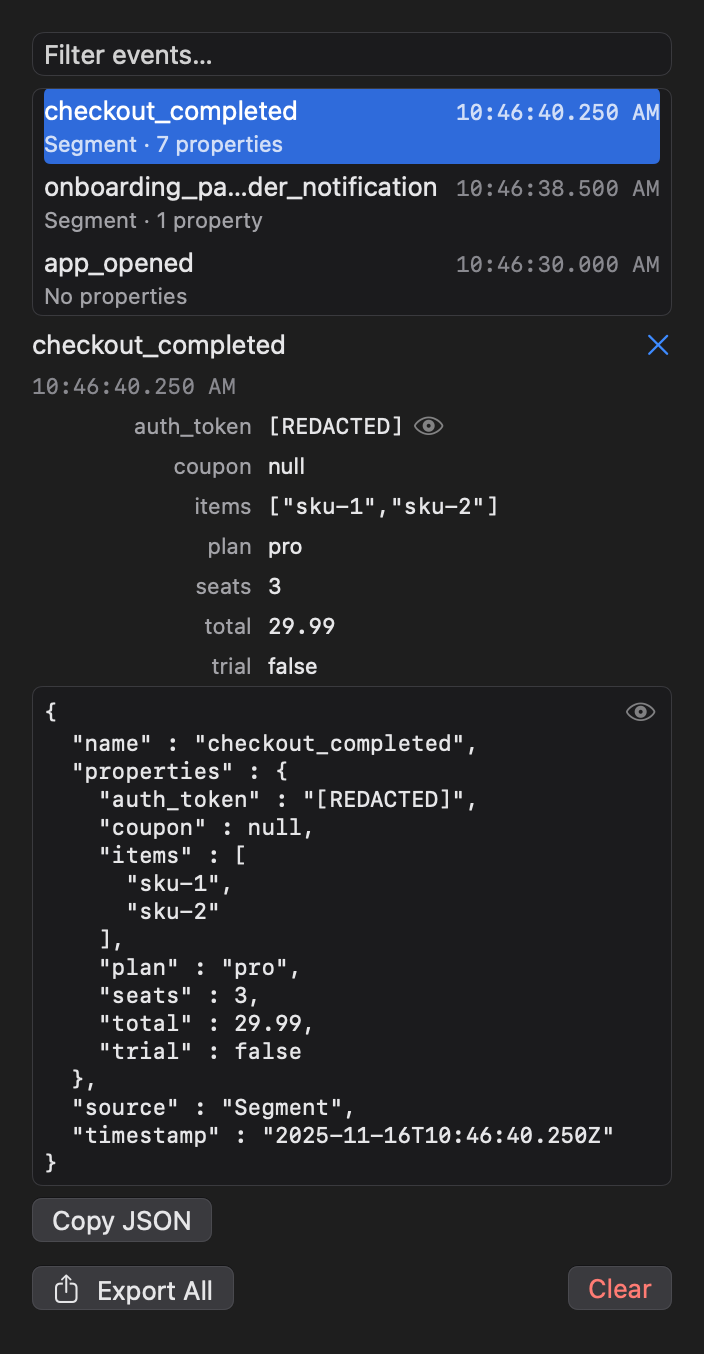 Filter events...
checkout_completed 10:46:40.250 AM
Segment · 7 properties
onboarding_pa...der_notification 10:46:38.500 AM
Segment · 1 property
app_opened 10:46:30.000 AM
No properties
checkout_completed
10:46:40.250 AM
auth_token [REDACTED]
coupon null
items ["sku-1","sku-2"]
plan pro
seats 3
total 29.99
trial false
{
  "name" : "checkout_completed",
  "properties" : {
    "auth_token" : "[REDACTED]",
    "coupon" : null,
    "items" : [
      "sku-1",
      "sku-2"
    ],
    "plan" : "pro",
    "seats" : 3,
    "total" : 29.99,
    "trial" : false
  },
  "source" : "Segment",
  "timestamp" : "2025-11-16T10:46:40.250Z"
}
Copy JSON
Export All Clear